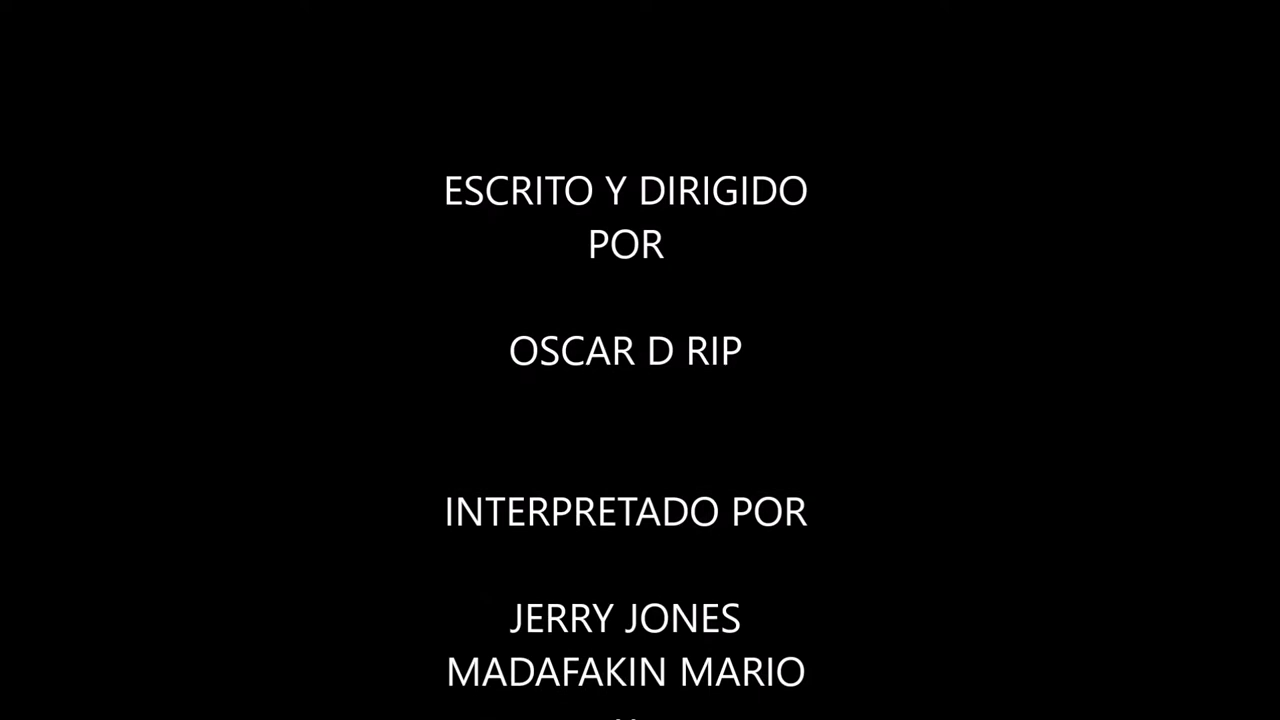 ESCRITO Y DIRIGIDO
POR
OSCAR D RIP
INTERPRETADO POR
JERRY JONES
MADAFAKIN MARIO